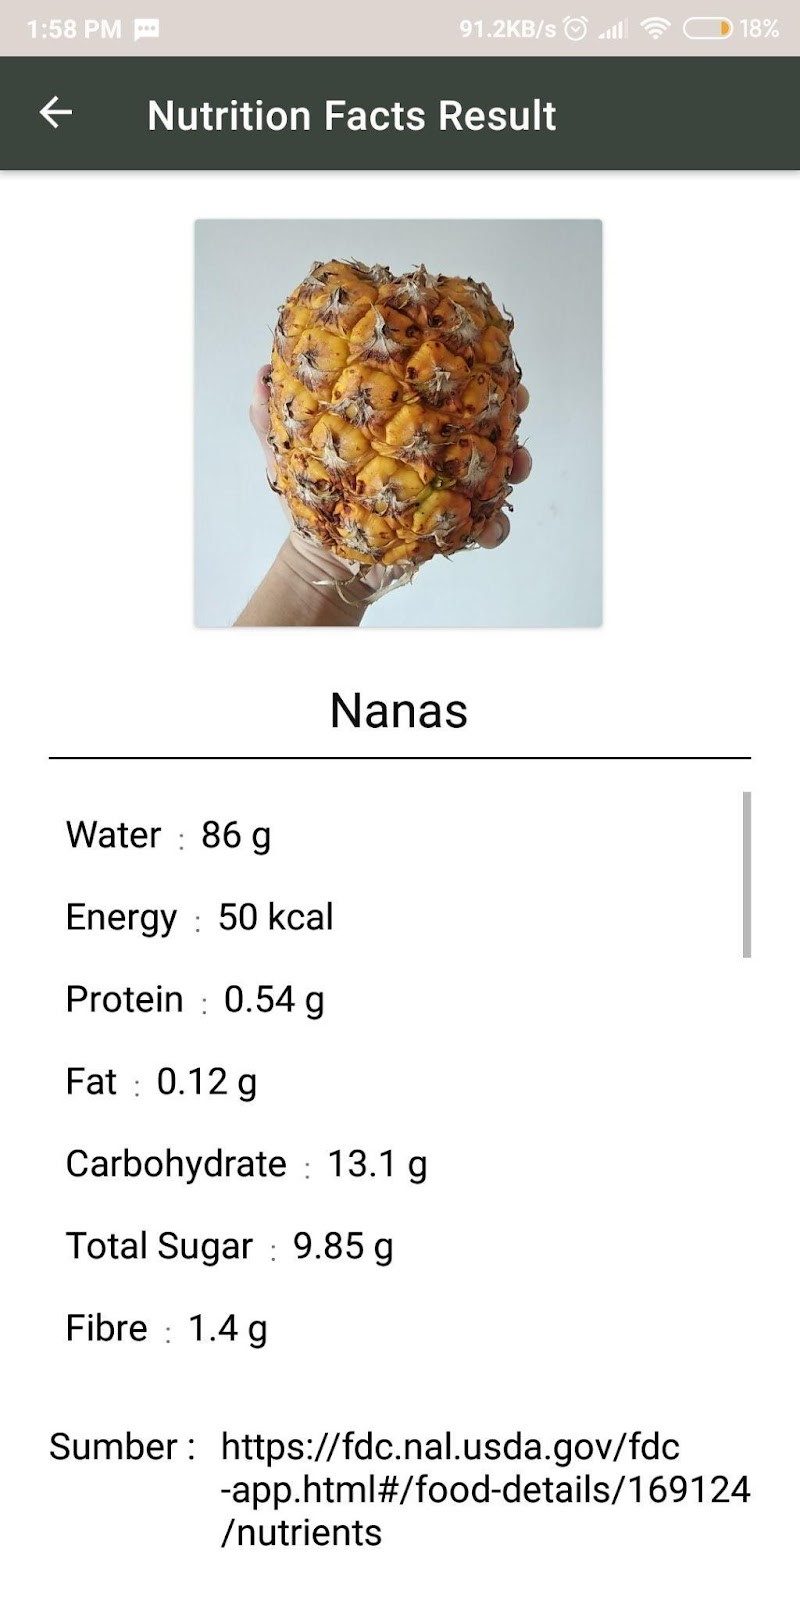 1:58 PM 91.2KB/s 18%
Nutrition Facts Result
Nanas
Water : 86 g
Energy : 50 kcal
Protein : 0.54 g
Fat : 0.12 g
Carbohydrate : 13.1 g
Total Sugar : 9.85 g
Fibre : 1.4 g
Sumber : https://fdc.nal.usda.gov/fdc
-app.html#/food-details/169124
/nutrients